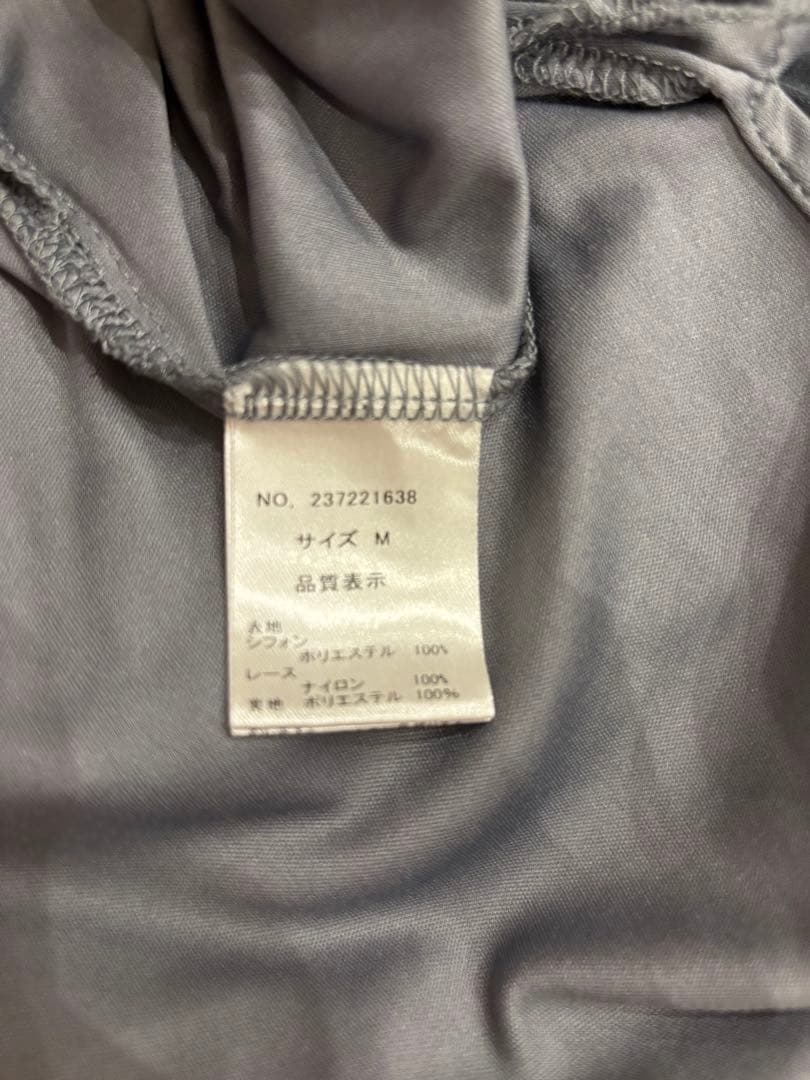 NO. 237221638
サイズ M
品質表示
表地
シフォン
ポリエステル 100%
レース
ナイロン 100%
裏地 ポリエステル 100%